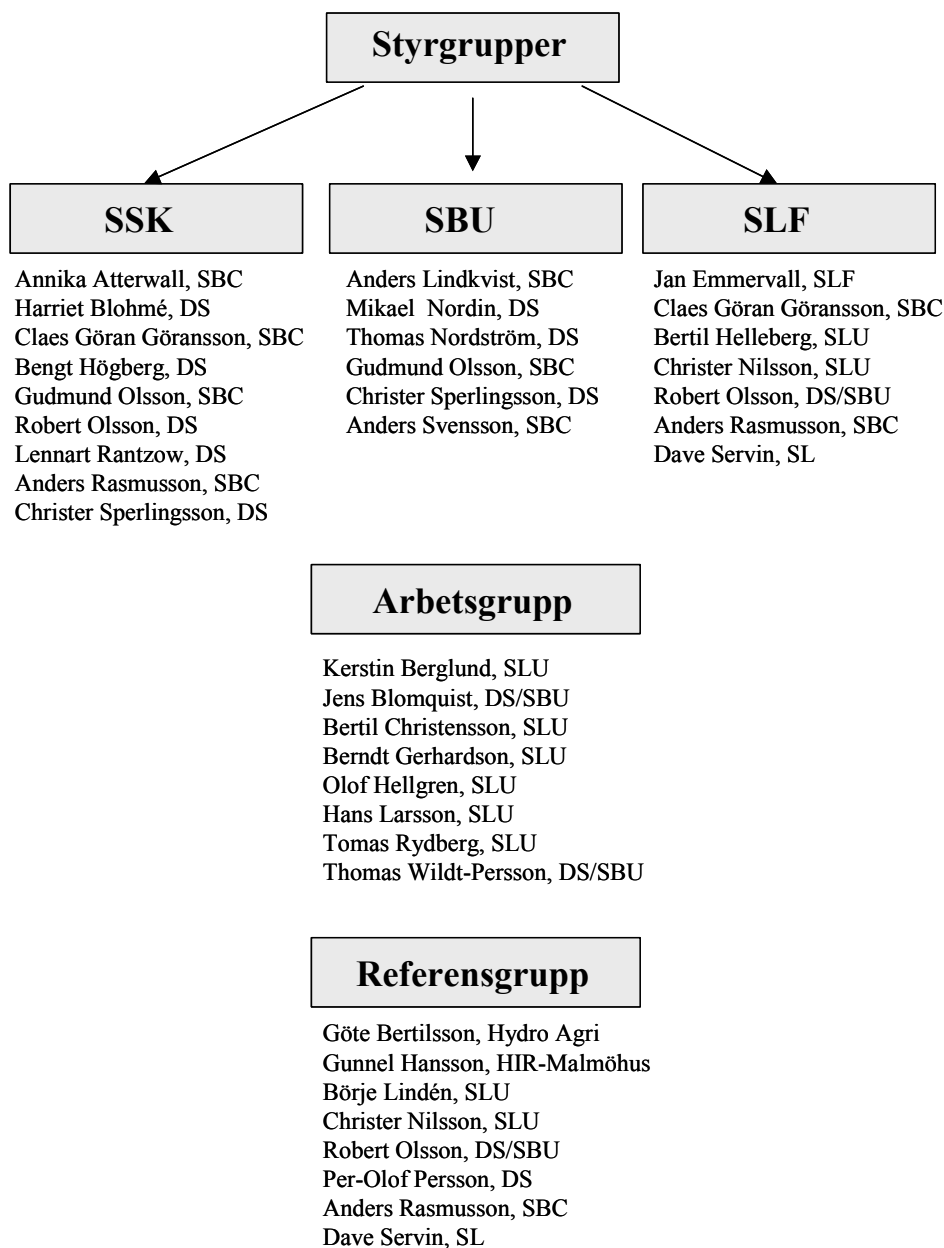 Styrgrupper
SSK
Annika Atterwall, SBC
Harriet Blohmé, DS
Claes Göran Göransson, SBC
Bengt Högberg, DS
Gudmund Olsson, SBC
Robert Olsson, DS
Lennart Rantzow, DS
Anders Rasmusson, SBC
Christer Sperlingsson, DS
SBU
Anders Lindkvist, SBC
Mikael  Nordin, DS
Thomas Nordström, DS
Gudmund Olsson, SBC
Christer Sperlingsson, DS
Anders Svensson, SBC
SLF
Jan Emmervall, SLF
Claes Göran Göransson, SBC
Bertil Helleberg, SLU
Christer Nilsson, SLU
Robert Olsson, DS/SBU
Anders Rasmusson, SBC
Dave Servin, SL
Arbetsgrupp
Kerstin Berglund, SLU
Jens Blomquist, DS/SBU
Bertil Christensson, SLU
Berndt Gerhardson, SLU
Olof Hellgren, SLU
Hans Larsson, SLU
Tomas Rydberg, SLU
Thomas Wildt-Persson, DS/SBU
Referensgrupp
Göte Bertilsson, Hydro Agri
Gunnel Hansson, HIR-Malmöhus
Börje Lindén, SLU
Christer Nilsson, SLU
Robert Olsson, DS/SBU
Per-Olof Persson, DS
Anders Rasmusson, SBC
Dave Servin, SL